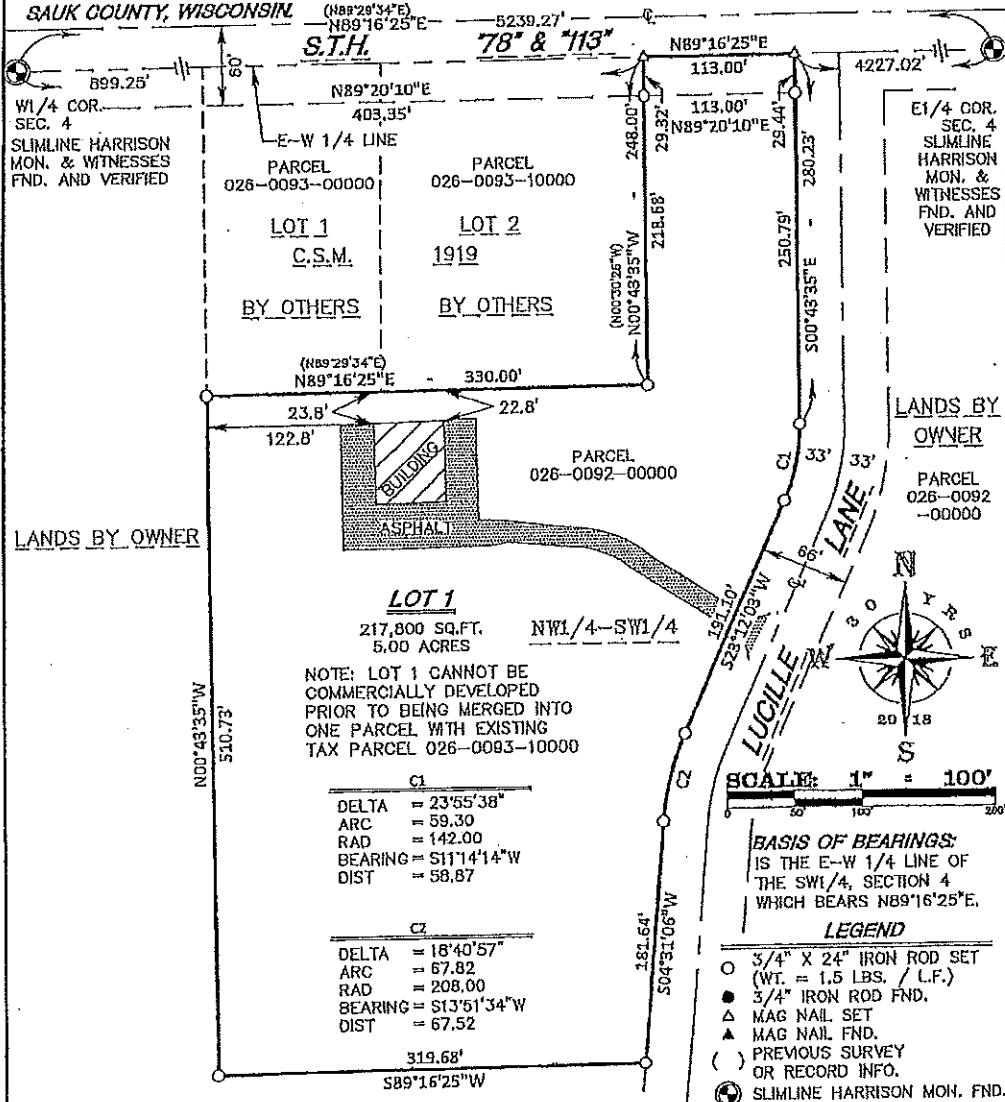 SAUK COUNTY, WISCONSIN.
(N89°29'34"E)
N89°16'25"E
5239.27'
S.T.H. "78" & "113"
N89°16'25"E
113.00'
899.25'
60'
4227.02'
N89°20'10"E
403.35'
113.00'
N89°20'10"E
W1/4 COR.
SEC. 4
SLIMLINE HARRISON
MON. & WITNESSES
FND. AND VERIFIED
E-W 1/4 LINE
E1/4 COR.
SEC. 4
SLIMLINE
HARRISON
MON. &
WITNESSES
FND. AND
VERIFIED
PARCEL
026-0093-00000
PARCEL
026-0093-10000
LOT 1
LOT 2
C.S.M. 1919
BY OTHERS
BY OTHERS
248.00'
29.32'
218.68'
(N00°30'26"W)
N00°43'35"W
29.44'
280.23'
250.79'
S00°43'35"E
(N89°29'34"E)
N89°16'25"E - 330.00'
23.8'
22.8'
122.8'
BUILDING
ASPHALT
PARCEL
026-0092-00000
C1
33'
33'
LANDS BY
OWNER
PARCEL
026-0092
-00000
LANDS BY OWNER
66'
LUCILLE LANE
191.10'
S23°12'03"W
LOT 1
217,800 SQ.FT.
5.00 ACRES
NW1/4-SW1/4
NOTE: LOT 1 CANNOT BE
COMMERCIALLY DEVELOPED
PRIOR TO BEING MERGED INTO
ONE PARCEL WITH EXISTING
TAX PARCEL 026-0093-10000
N00°43'35"W
510.73'
N
W
E
S
30 YRS
20 18
C1
DELTA = 23°55'38"
ARC = 59.30
RAD = 142.00
BEARING = S11°14'14"W
DIST = 58.87
C2
SCALE: 1" = 100'
0' 50' 100' 200'
BASIS OF BEARINGS:
IS THE E-W 1/4 LINE OF
THE SW1/4, SECTION 4
WHICH BEARS N89°16'25"E.
C2
DELTA = 18°40'57"
ARC = 67.82
RAD = 208.00
BEARING = S13°51'34"W
DIST = 67.52
181.64'
S04°31'06"W
LEGEND
3/4" X 24" IRON ROD SET
(WT. = 1.5 LBS. / L.F.)
3/4" IRON ROD FND.
MAG NAIL SET
MAG NAIL FND.
( ) PREVIOUS SURVEY
OR RECORD INFO.
SLIMLINE HARRISON MON. FND.
319.68'
S89°16'25"W